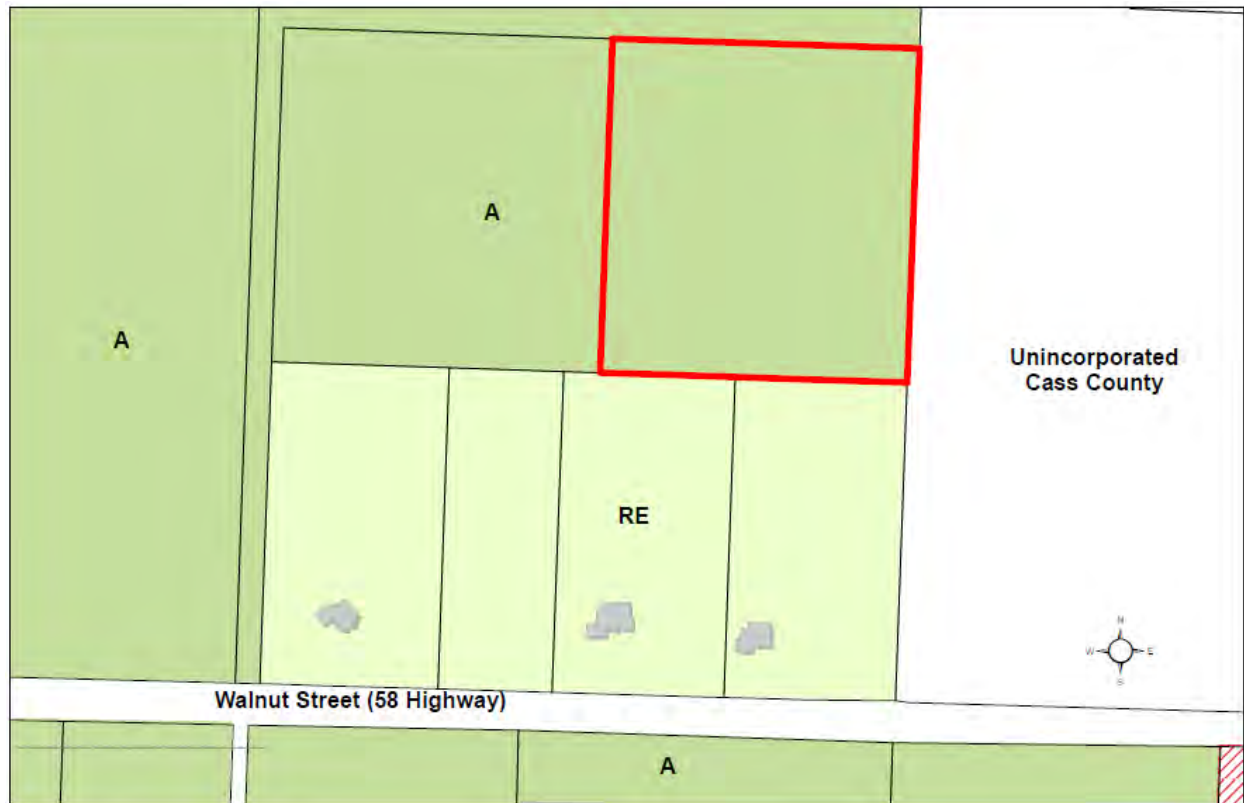 A
A
Unincorporated
Cass County
RE
N
W
E
S
Walnut Street (58 Highway)
A